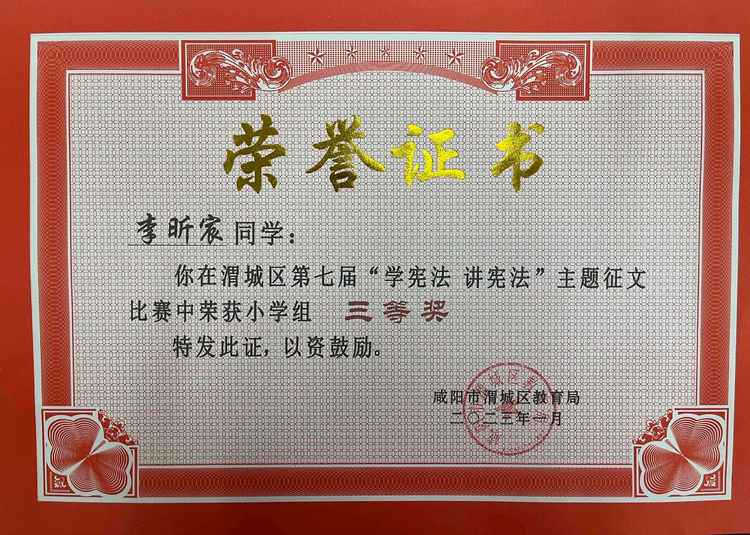 荣誉证书
李昕宸同学：
你在渭城区第七届“学宪法 讲宪法”主题征文
比赛中荣获小学组 三等奖
特发此证，以资鼓励。
咸阳市渭城区教育局
二〇二三年一月